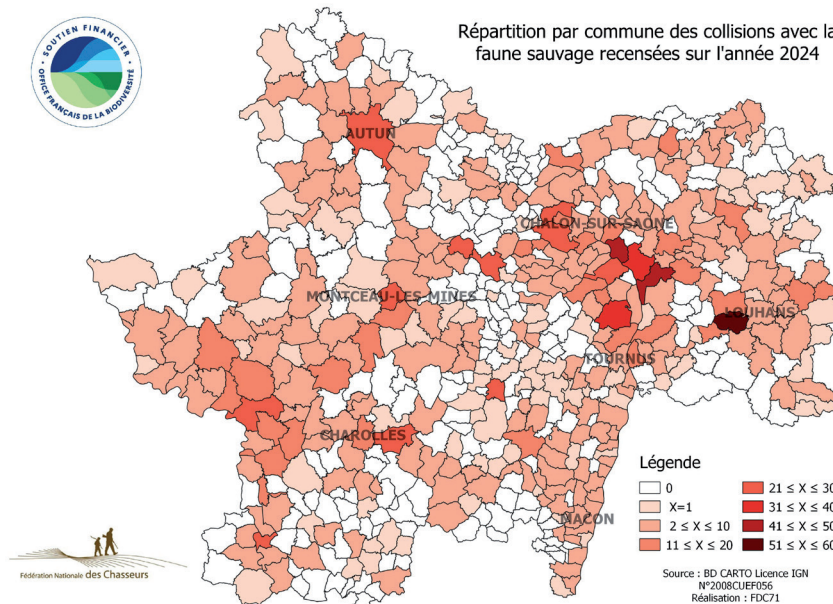 SOUTIEN FINANCIER
OFFICE FRANÇAIS DE LA BIODIVERSITÉ
Répartition par commune des collisions avec la
faune sauvage recensées sur l'année 2024
AUTUN
CHALON-SUR-SAÔNE
MONTCEAU-LES-MINES
LOUHANS
TOURNUS
CHAROLLES
MACON
Légende
0
X=1
2 ≤ X ≤ 10
11 ≤ X ≤ 20
21 ≤ X ≤ 30
31 ≤ X ≤ 40
41 ≤ X ≤ 50
51 ≤ X ≤ 60
Fédération Nationale des Chasseurs
Source : BD CARTO Licence IGN
N°2008CUEF056
Réalisation : FDC71